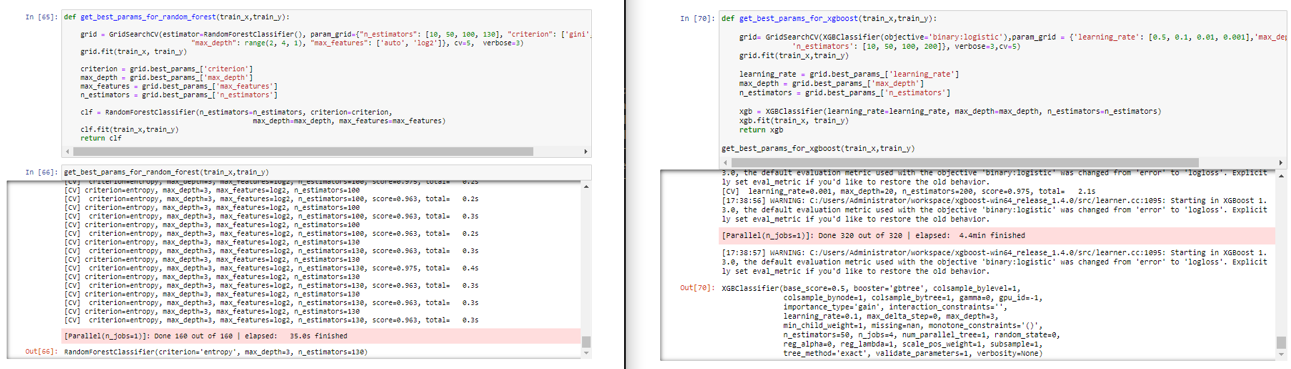 In [65]: def get_best_params_for_random_forest(train_x,train_y):
grid = GridSearchCV(estimator=RandomForestClassifier(), param_grid={"n_estimators": [10, 50, 100, 130], "criterion": ['gini',
"max_depth": range(2, 4, 1), "max_features": ['auto', 'log2']}, cv=5, verbose=3)
grid.fit(train_x, train_y)
criterion = grid.best_params_['criterion']
max_depth = grid.best_params_['max_depth']
max_features = grid.best_params_['max_features']
n_estimators = grid.best_params_['n_estimators']
clf = RandomForestClassifier(n_estimators=n_estimators, criterion=criterion,
max_depth=max_depth, max_features=max_features)
clf.fit(train_x,train_y)
return clf
In [66]: get_best_params_for_random_forest(train_x,train_y)
[CV] criterion=entropy, max_depth=3, max_features=log2, n_estimators=100, score=0.975, total= 0.2s
[CV] criterion=entropy, max_depth=3, max_features=log2, n_estimators=100
[CV] criterion=entropy, max_depth=3, max_features=log2, n_estimators=100, score=0.963, total= 0.2s
[CV] criterion=entropy, max_depth=3, max_features=log2, n_estimators=100
[CV] criterion=entropy, max_depth=3, max_features=log2, n_estimators=100, score=0.963, total= 0.3s
[CV] criterion=entropy, max_depth=3, max_features=log2, n_estimators=100
[CV] criterion=entropy, max_depth=3, max_features=log2, n_estimators=100, score=0.963, total= 0.2s
[CV] criterion=entropy, max_depth=3, max_features=log2, n_estimators=130
[CV] criterion=entropy, max_depth=3, max_features=log2, n_estimators=130, score=0.963, total= 0.3s
[CV] criterion=entropy, max_depth=3, max_features=log2, n_estimators=130
[CV] criterion=entropy, max_depth=3, max_features=log2, n_estimators=130, score=0.975, total= 0.4s
[CV] criterion=entropy, max_depth=3, max_features=log2, n_estimators=130
[CV] criterion=entropy, max_depth=3, max_features=log2, n_estimators=130, score=0.963, total= 0.3s
[CV] criterion=entropy, max_depth=3, max_features=log2, n_estimators=130
[CV] criterion=entropy, max_depth=3, max_features=log2, n_estimators=130, score=0.963, total= 0.3s
[CV] criterion=entropy, max_depth=3, max_features=log2, n_estimators=130
[CV] criterion=entropy, max_depth=3, max_features=log2, n_estimators=130, score=0.963, total= 0.3s
[Parallel(n_jobs=1)]: Done 160 out of 160 | elapsed: 35.0s finished
Out[66]: RandomForestClassifier(criterion='entropy', max_depth=3, n_estimators=130)
In [70]: def get_best_params_for_xgboost(train_x,train_y):
grid= GridSearchCV(XGBClassifier(objective='binary:logistic'),param_grid = {'learning_rate': [0.5, 0.1, 0.01, 0.001],'max_dep
'n_estimators': [10, 50, 100, 200]}, verbose=3,cv=5)
grid.fit(train_x, train_y)
learning_rate = grid.best_params_['learning_rate']
max_depth = grid.best_params_['max_depth']
n_estimators = grid.best_params_['n_estimators']
xgb = XGBClassifier(learning_rate=learning_rate, max_depth=max_depth, n_estimators=n_estimators)
xgb.fit(train_x, train_y)
return xgb
get_best_params_for_xgboost(train_x,train_y)
3.0, the default evaluation metric used with the objective 'binary:logistic' was changed from 'error' to 'logloss'. Explicit
ly set eval_metric if you'd like to restore the old behavior.
[CV] learning_rate=0.001, max_depth=20, n_estimators=200, score=0.975, total= 2.1s
[17:38:56] WARNING: C:/Users/Administrator/workspace/xgboost-win64_release_1.4.0/src/learner.cc:1095: Starting in XGBoost 1.
3.0, the default evaluation metric used with the objective 'binary:logistic' was changed from 'error' to 'logloss'. Explicit
ly set eval_metric if you'd like to restore the old behavior.
[Parallel(n_jobs=1)]: Done 320 out of 320 | elapsed: 4.4min finished
[17:38:57] WARNING: C:/Users/Administrator/workspace/xgboost-win64_release_1.4.0/src/learner.cc:1095: Starting in XGBoost 1.
3.0, the default evaluation metric used with the objective 'binary:logistic' was changed from 'error' to 'logloss'. Explicit
ly set eval_metric if you'd like to restore the old behavior.
Out[70]: XGBClassifier(base_score=0.5, booster='gbtree', colsample_bylevel=1,
colsample_bynode=1, colsample_bytree=1, gamma=0, gpu_id=-1,
importance_type='gain', interaction_constraints='',
learning_rate=0.1, max_delta_step=0, max_depth=3,
min_child_weight=1, missing=nan, monotone_constraints='()',
n_estimators=50, n_jobs=4, num_parallel_tree=1, random_state=0,
reg_alpha=0, reg_lambda=1, scale_pos_weight=1, subsample=1,
tree_method='exact', validate_parameters=1, verbosity=None)